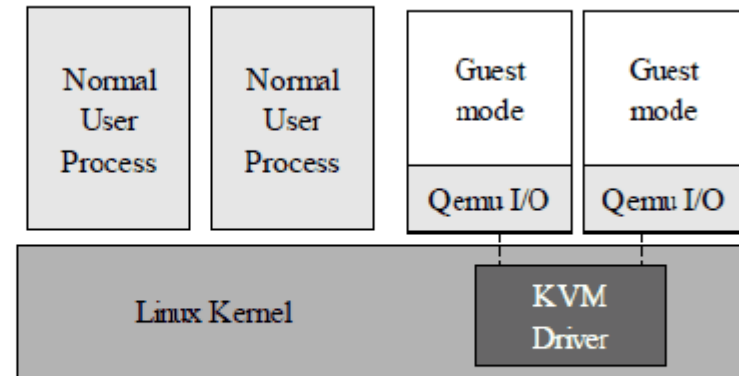 Normal
User
Process
Normal
User
Process
Guest
mode
Qemu I/O
Guest
mode
Qemu I/O
Linux Kernel
KVM
Driver